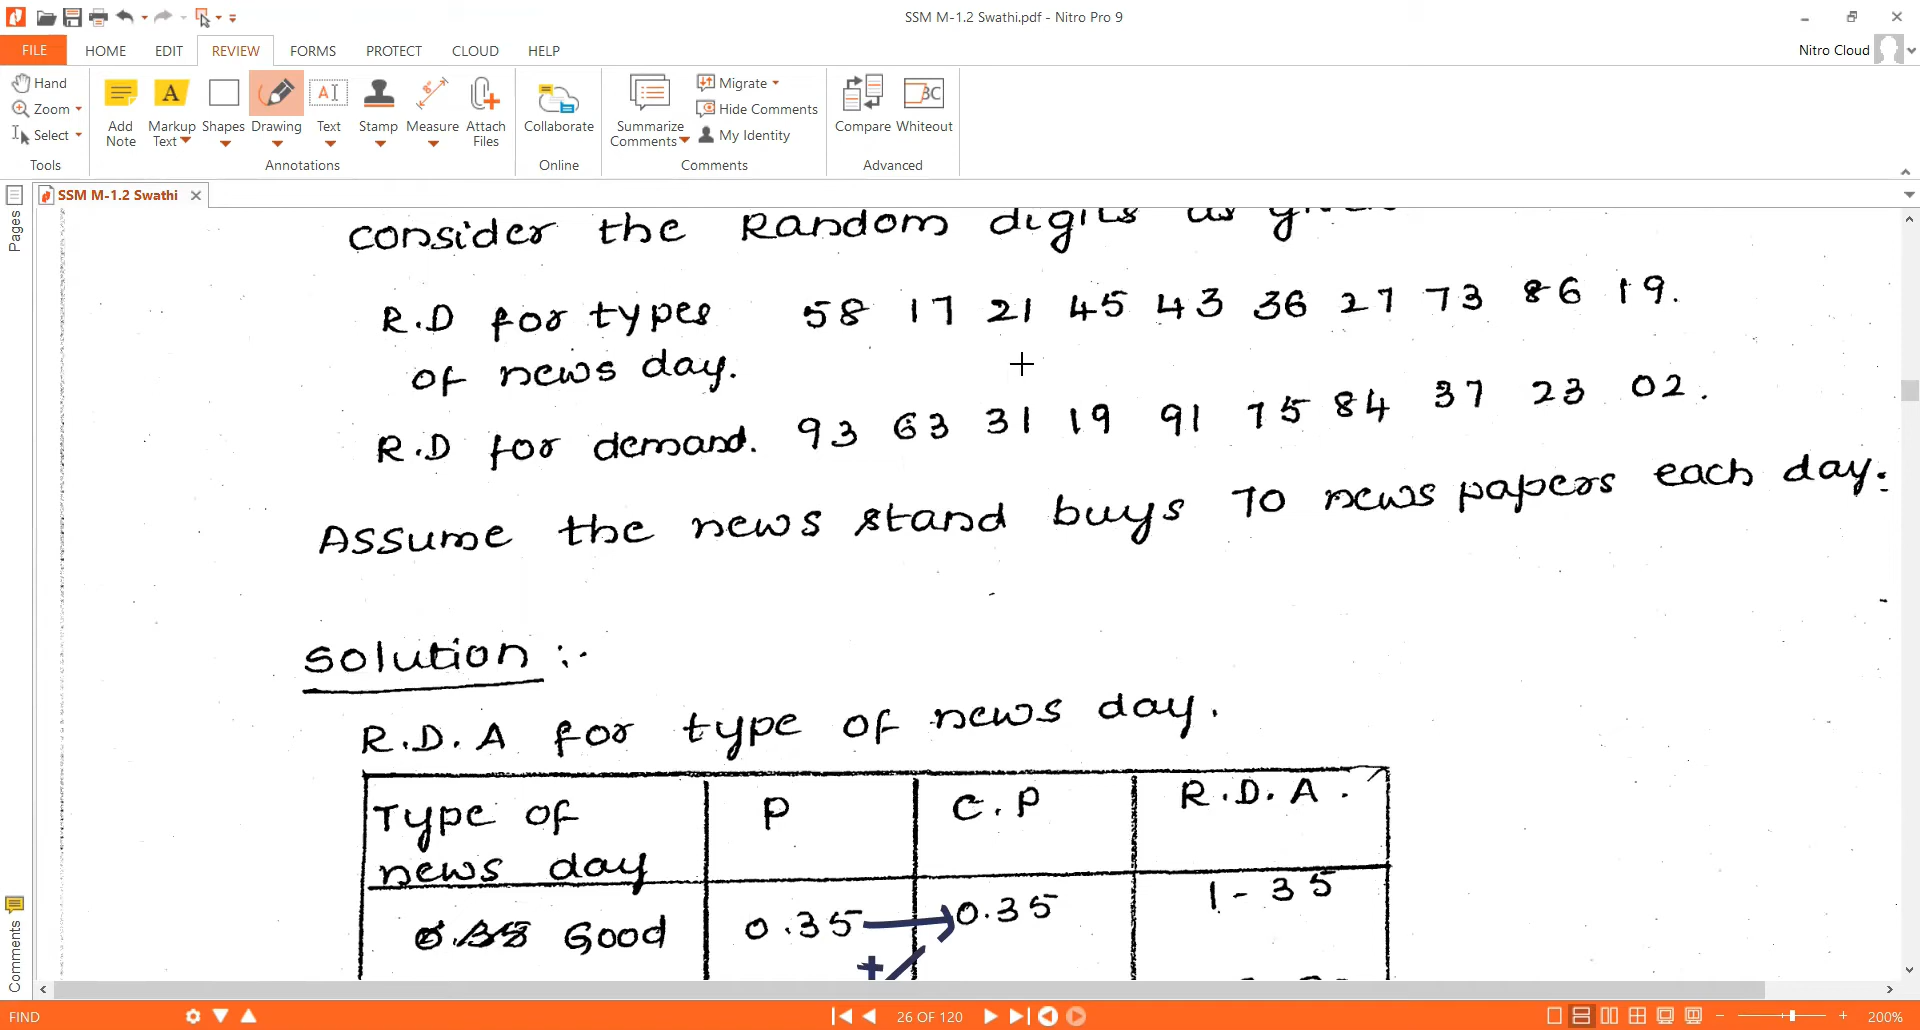 SSM M-1.2 Swathi.pdf - Nitro Pro 9
FILE HOME EDIT REVIEW FORMS PROTECT CLOUD HELP
Nitro Cloud
Hand
Zoom
Select
Tools
Add Note
Markup Text
Shapes
Drawing
Text
Stamp
Measure
Attach Files
Annotations
Collaborate
Online
Summarize Comments
Migrate
Hide Comments
My Identity
Comments
Compare
Whiteout
Advanced
SSM M-1.2 Swathi
Pages
consider the Random digits as given
R.D for types 58 17 21 45 43 36 27 73 86 19.
of news day.
R.D for demand. 93 63 31 19 91 75 84 37 23 02.
Assume the news stand buys 70 news papers each day.
Solution :-
R.D.A for type of news day.
Type of news day P C.P R.D.A.
Good 0.35 0.35 1-35
+
Comments
FIND
26 OF 120
200%